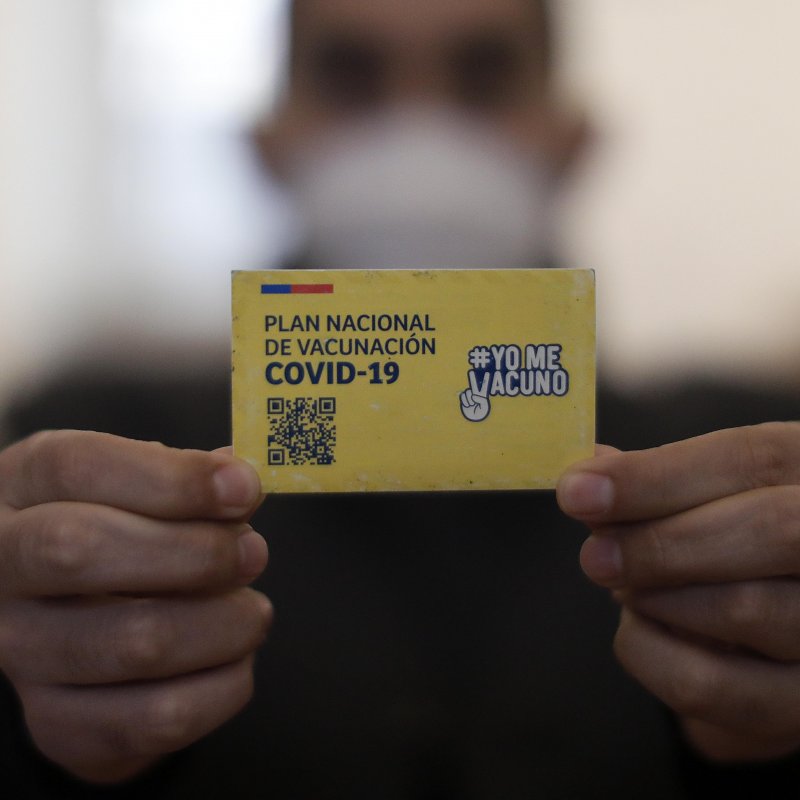 PLAN NACIONAL
DE VACUNACIÓN
COVID-19
#YO ME
VACUNO